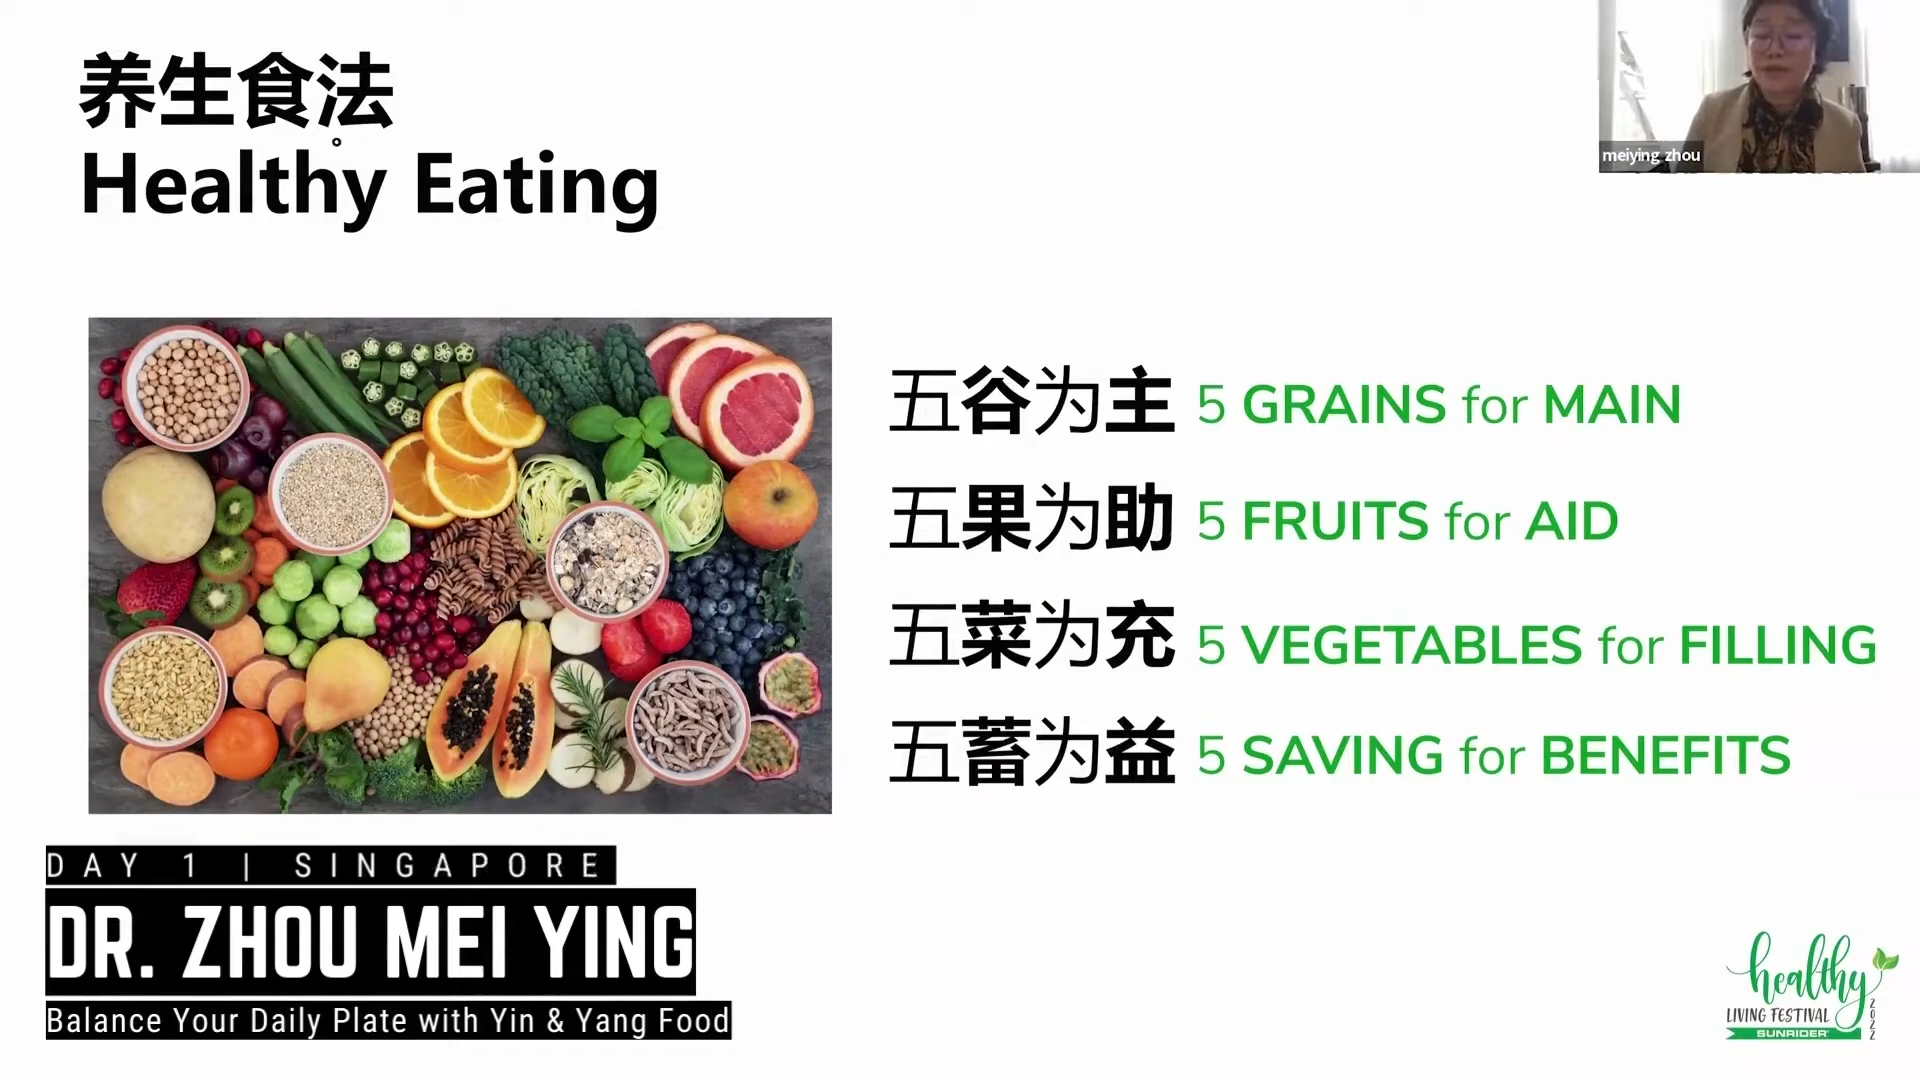 养生食法
Healthy Eating
meiying zhou
五谷为主 5 GRAINS for MAIN
五果为助 5 FRUITS for AID
五菜为充 5 VEGETABLES for FILLING
五蓄为益 5 SAVING for BENEFITS
DAY 1 | SINGAPORE
DR. ZHOU MEI YING
Balance Your Daily Plate with Yin & Yang Food
healthy
LIVING FESTIVAL
2022
SUNRIDER